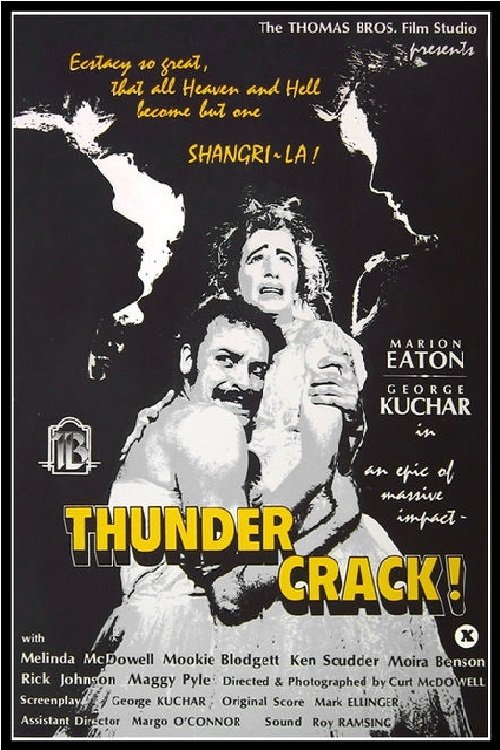 The THOMAS BROS. Film Studio
presents
Ecstacy so great,
that all Heaven and Hell
become but one
SHANGRI-LA!
MARION
EATON
GEORGE
KUCHAR
in
an epic of
massive
impact-
TB
THUNDER
CRACK!
X
with
Melinda McDowell Mookie Blodgett Ken Scudder Moira Benson
Rick Johnson Maggy Pyle Directed & Photographed by Curt McDOWELL
Screenplay George KUCHAR Original Score Mark ELLINGER
Assistant Director Margo O'CONNOR Sound Roy RAMSING